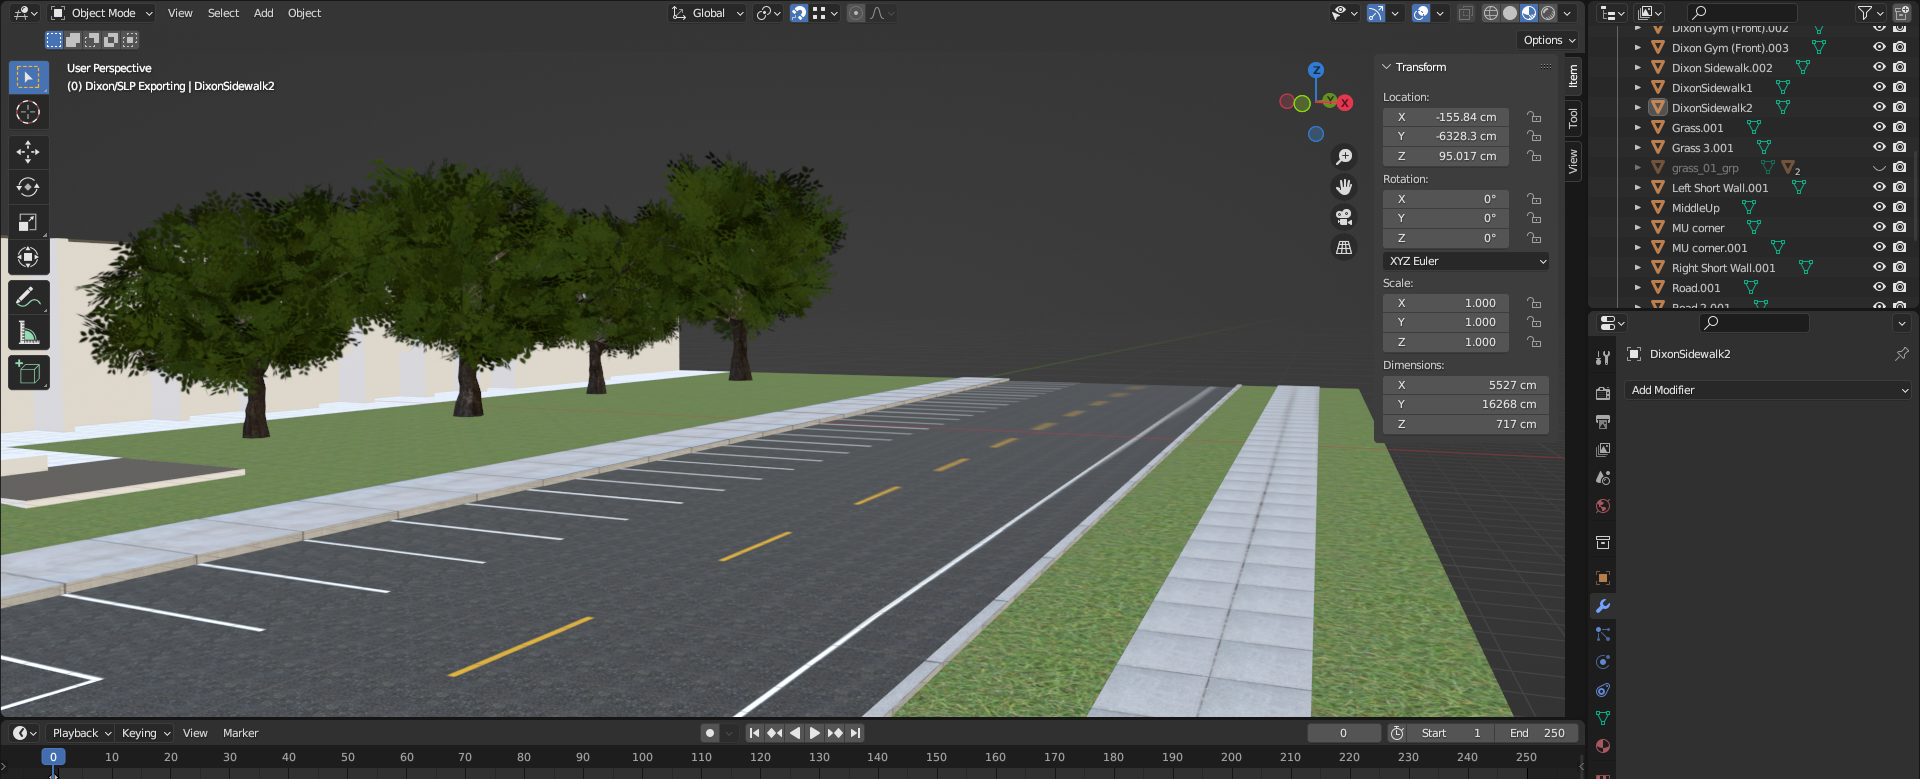 Object Mode View Select Add Object Global
Options
User Perspective
(0) Dixon/SLP Exporting | DixonSidewalk2
Z
Y
X
Transform
Location:
X -155.84 cm
Y -6328.3 cm
Z 95.017 cm
Rotation:
X 0°
Y 0°
Z 0°
XYZ Euler
Scale:
X 1.000
Y 1.000
Z 1.000
Dimensions:
X 5527 cm
Y 16268 cm
Z 717 cm
Item
Tool
View
Dixon Gym (Front).002
Dixon Gym (Front).003
Dixon Sidewalk.002
DixonSidewalk1
DixonSidewalk2
Grass.001
Grass 3.001
grass_01_grp 2
Left Short Wall.001
MiddleUp
MU corner
MU corner.001
Right Short Wall.001
Road.001
Road 2.001
DixonSidewalk2
Add Modifier
Playback Keying View Marker 0 Start 1 End 250
0 10 20 30 40 50 60 70 80 90 100 110 120 130 140 150 160 170 180 190 200 210 220 230 240 250